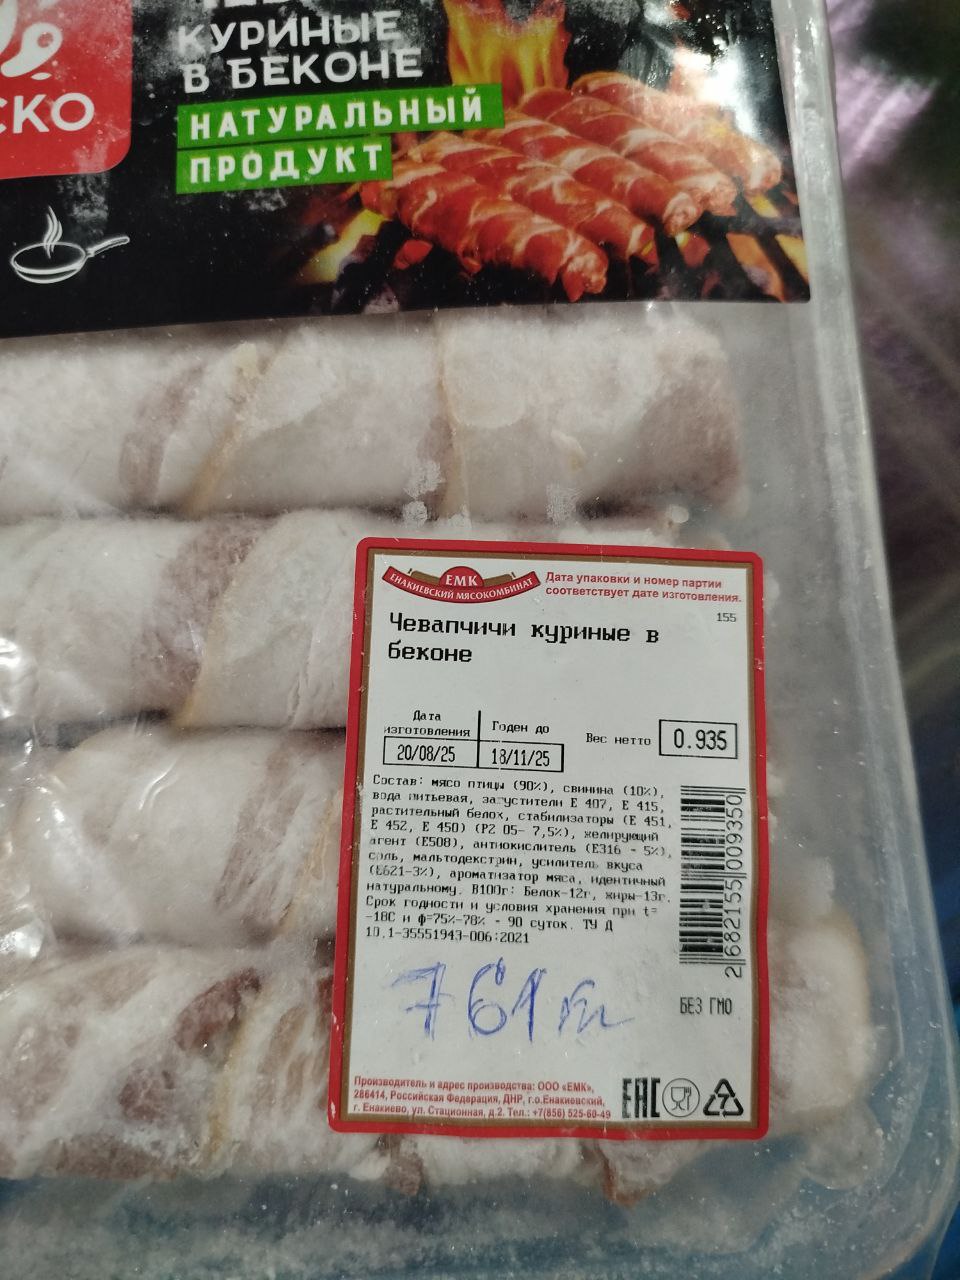 КУРИНЫЕ
В БЕКОНЕ
НАТУРАЛЬНЫЙ
ПРОДУКТ
СКО
ЕМК
ЕНАКИЕВСКИЙ МЯСОКОМБИНАТ
Дата упаковки и номер партии
соответствует дате изготовления.
155
Чевапчичи куриные в
беконе
Дата
изготовления
Годен до
Вес нетто
0.935
20/08/25
18/11/25
Состав: мясо птицы (90%), свинина (10%),
вода питьевая, загустители Е 407, Е 415,
растительный белок, стабилизаторы (Е 451,
Е 452, Е 450) (Р2 О5- 7,5%), желирующий
агент (Е508), антиокислитель (Е316 - 5%),
соль, мальтодекстрин, усилитель вкуса
(Е621-3%), ароматизатор мяса, идентичный
натуральному. В100г: Белок-12г, жиры-13г.
Срок годности и условия хранения при t=
-18С и ф=75%-78% - 90 суток. ТУ Д
10.1-35551943-006:2021
2 682155 009350
761
БЕЗ ГМО
Производитель и адрес производства: ООО «ЕМК»,
286414, Российская Федерация, ДНР, г.о.Енакиевский,
г. Енакиево, ул. Стационная, д.2. Тел.: +7(856) 525-60-49
ЕАС